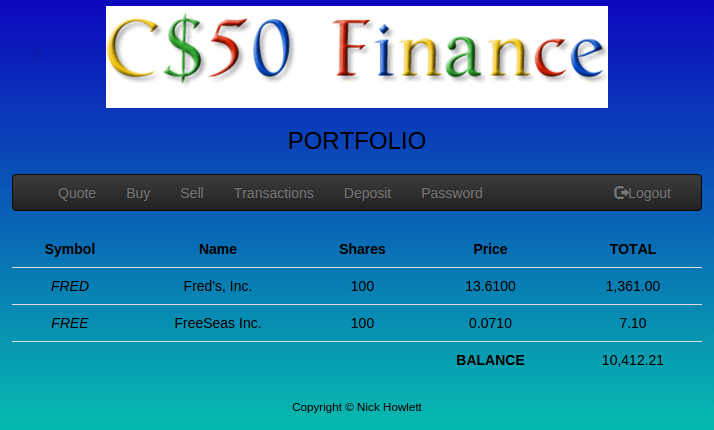 C$50 Finance
PORTFOLIO
Quote Buy Sell Transactions Deposit Password Logout
Symbol Name Shares Price TOTAL
FRED Fred's, Inc. 100 13.6100 1,361.00
FREE FreeSeas Inc. 100 0.0710 7.10
BALANCE 10,412.21
Copyright © Nick Howlett